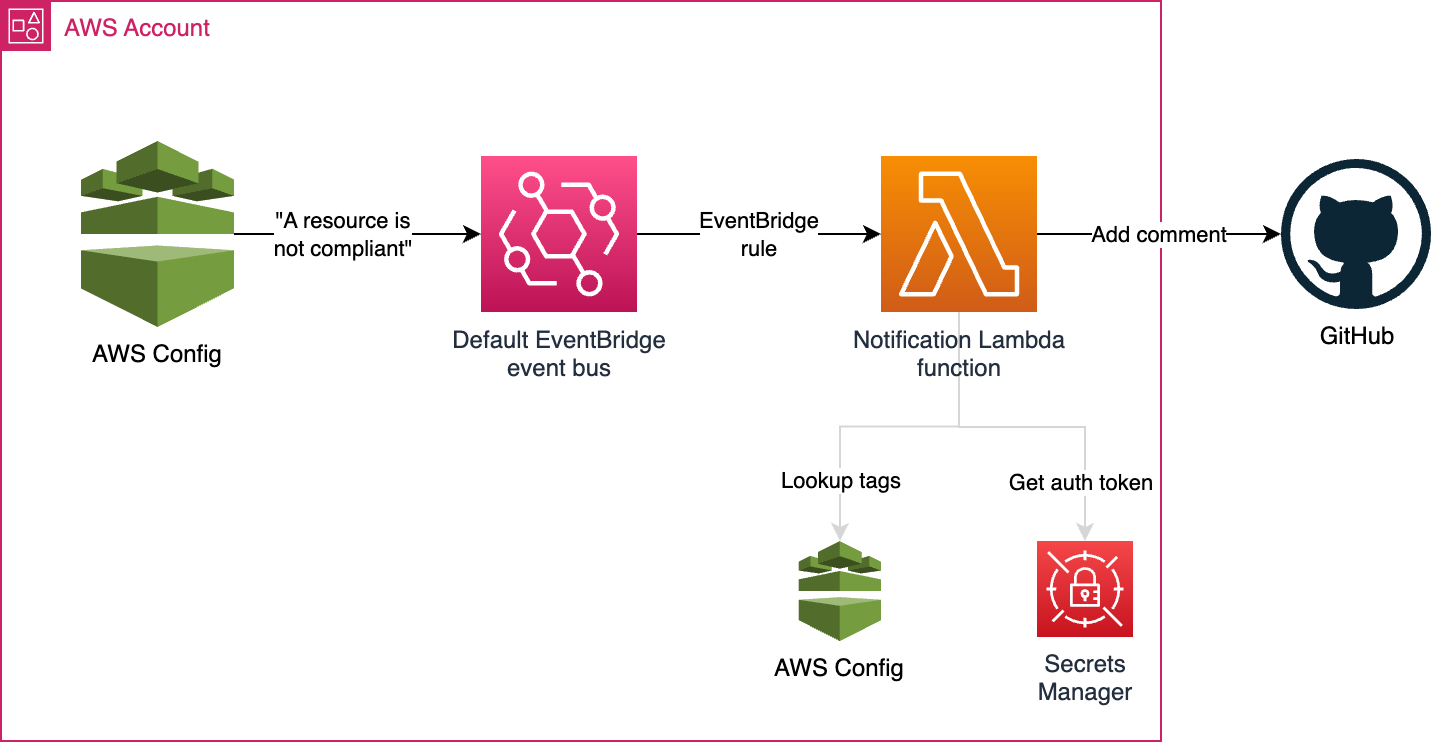 AWS Account
"A resource is
not compliant"
EventBridge
rule
Add comment
AWS Config
Default EventBridge
event bus
Notification Lambda
function
GitHub
Lookup tags
Get auth token
AWS Config
Secrets
Manager